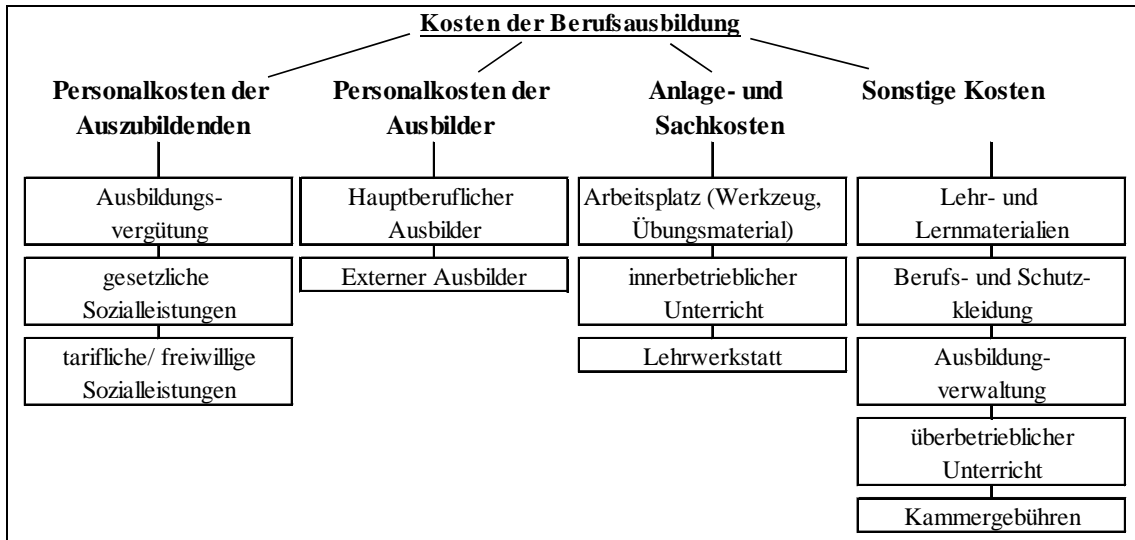 Kosten der Berufsausbildung
Personalkosten der
Auszubildenden
Ausbildungs-
vergütung
gesetzliche
Sozialleistungen
tarifliche/ freiwillige
Sozialleistungen
Personalkosten der
Ausbilder
Hauptberuflicher
Ausbilder
Externer Ausbilder
Anlage- und
Sachkosten
Arbeitsplatz (Werkzeug,
Übungsmaterial)
innerbetrieblicher
Unterricht
Lehrwerkstatt
Sonstige Kosten
Lehr- und
Lernmaterialien
Berufs- und Schutz-
kleidung
Ausbildung-
verwaltung
überbetrieblicher
Unterricht
Kammergebühren